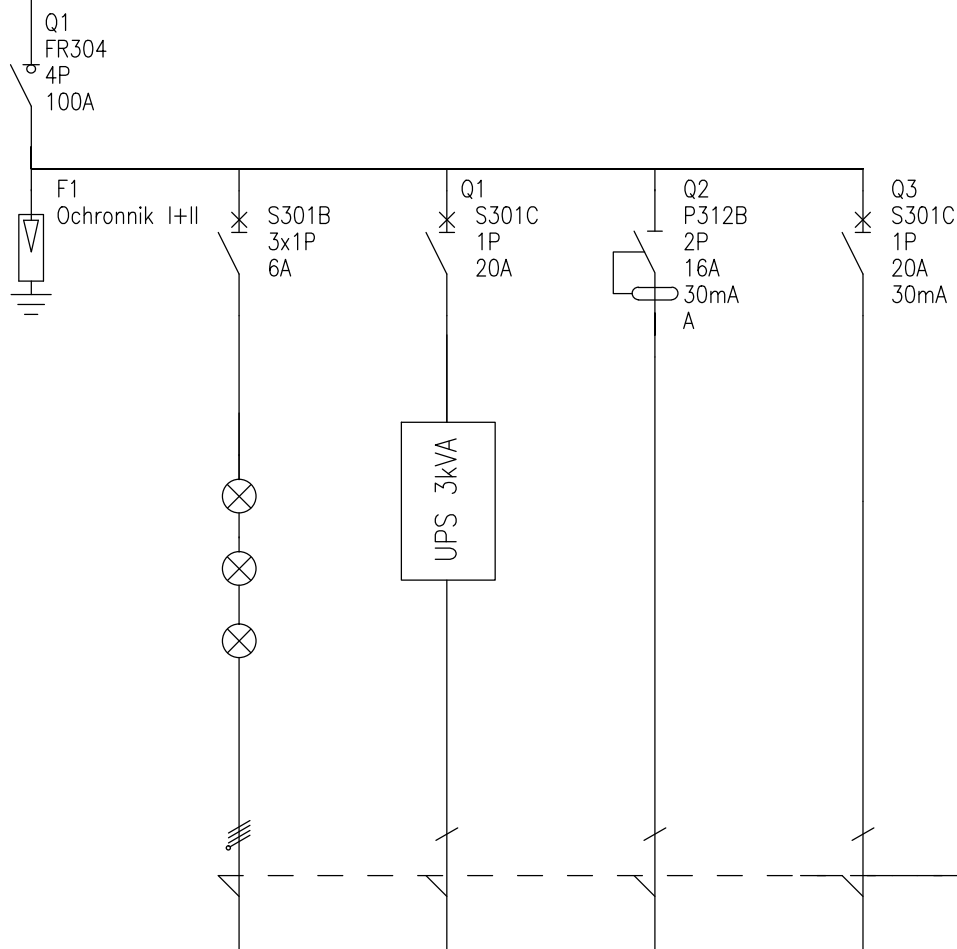 Q1
FR304
4P
100A
F1
Ochronnik I+II
S301B
3x1P
6A
Q1
S301C
1P
20A
Q2
P312B
2P
16A
30mA
A
Q3
S301C
1P
20A
30mA
UPS 3kVA